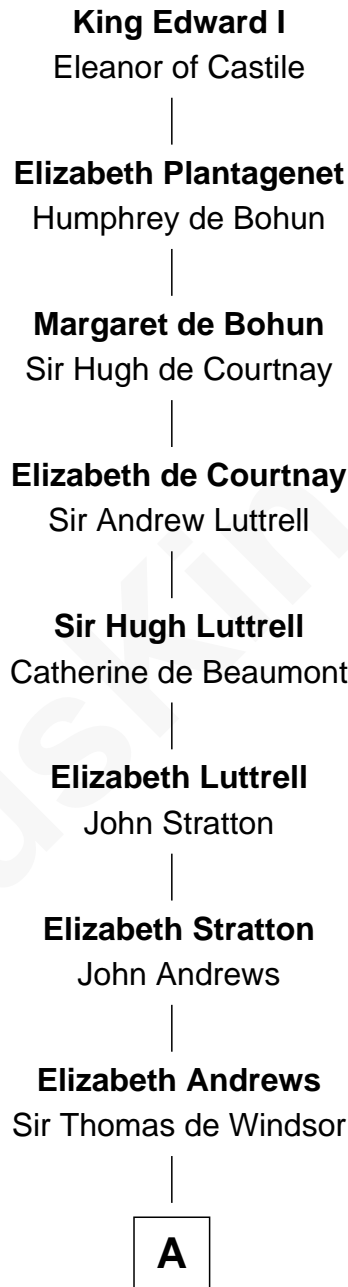 King Edward I
Eleanor of Castile
Elizabeth Plantagenet
Humphrey de Bohun
Margaret de Bohun
Sir Hugh de Courtnay
Elizabeth de Courtnay
Sir Andrew Luttrell
Sir Hugh Luttrell
Catherine de Beaumont
Elizabeth Luttrell
John Stratton
Elizabeth Stratton
John Andrews
Elizabeth Andrews
Sir Thomas de Windsor
A